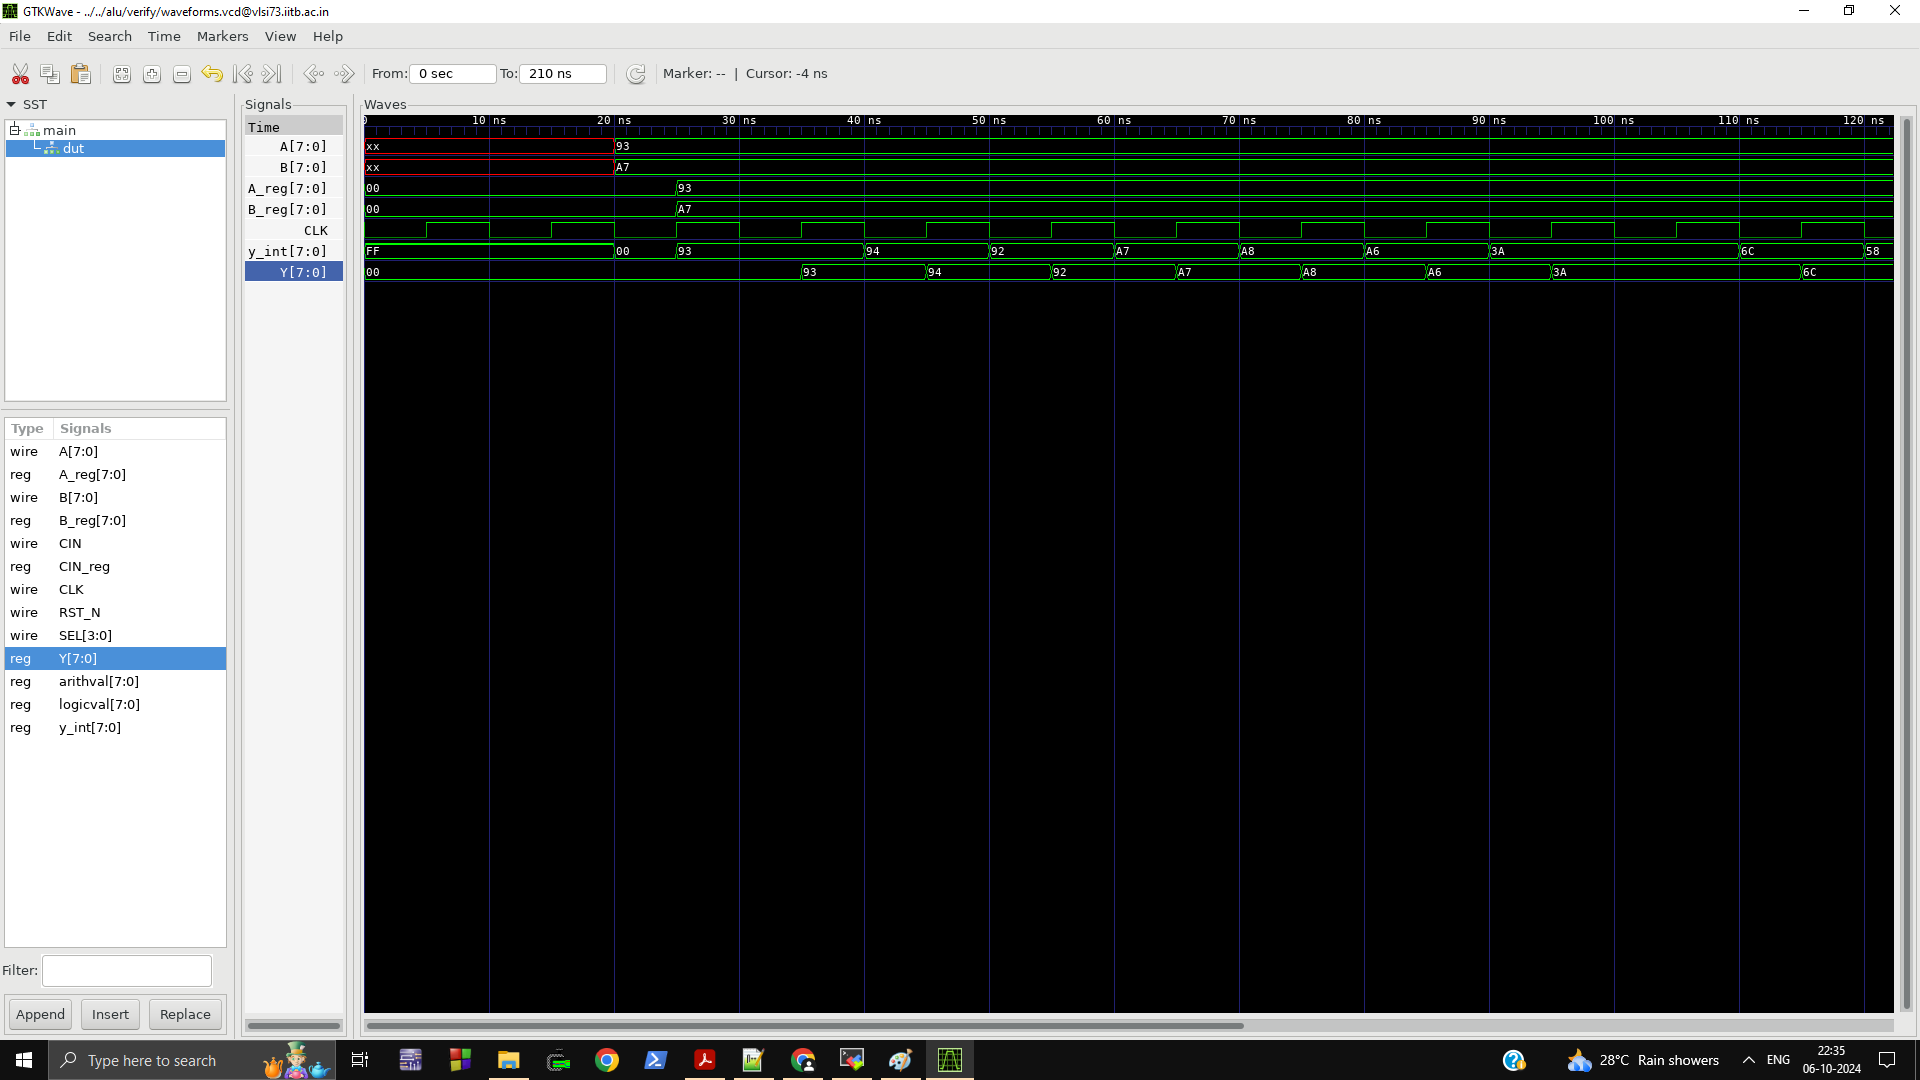 GTKWave - ../../alu/verify/waveforms.vcd@vlsi73.iitb.ac.in
File Edit Search Time Markers View Help
From: 0 sec To: 210 ns Marker: -- | Cursor: -4 ns
SST
main
dut
Type Signals
wire A[7:0]
reg A_reg[7:0]
wire B[7:0]
reg B_reg[7:0]
wire CIN
reg CIN_reg
wire CLK
wire RST_N
wire SEL[3:0]
reg Y[7:0]
reg arithval[7:0]
reg logicval[7:0]
reg y_int[7:0]
Filter:
Append Insert Replace
Signals
Time
A[7:0]
B[7:0]
A_reg[7:0]
B_reg[7:0]
CLK
y_int[7:0]
Y[7:0]
Waves
0 10 ns 20 ns 30 ns 40 ns 50 ns 60 ns 70 ns 80 ns 90 ns 100 ns 110 ns 120 ns
xx 93
xx A7
00 93
00 A7
FF 00 93 94 92 A7 A8 A6 3A 6C 58
00 93 94 92 A7 A8 A6 3A 6C
Type here to search
28°C Rain showers
ENG
22:35
06-10-2024